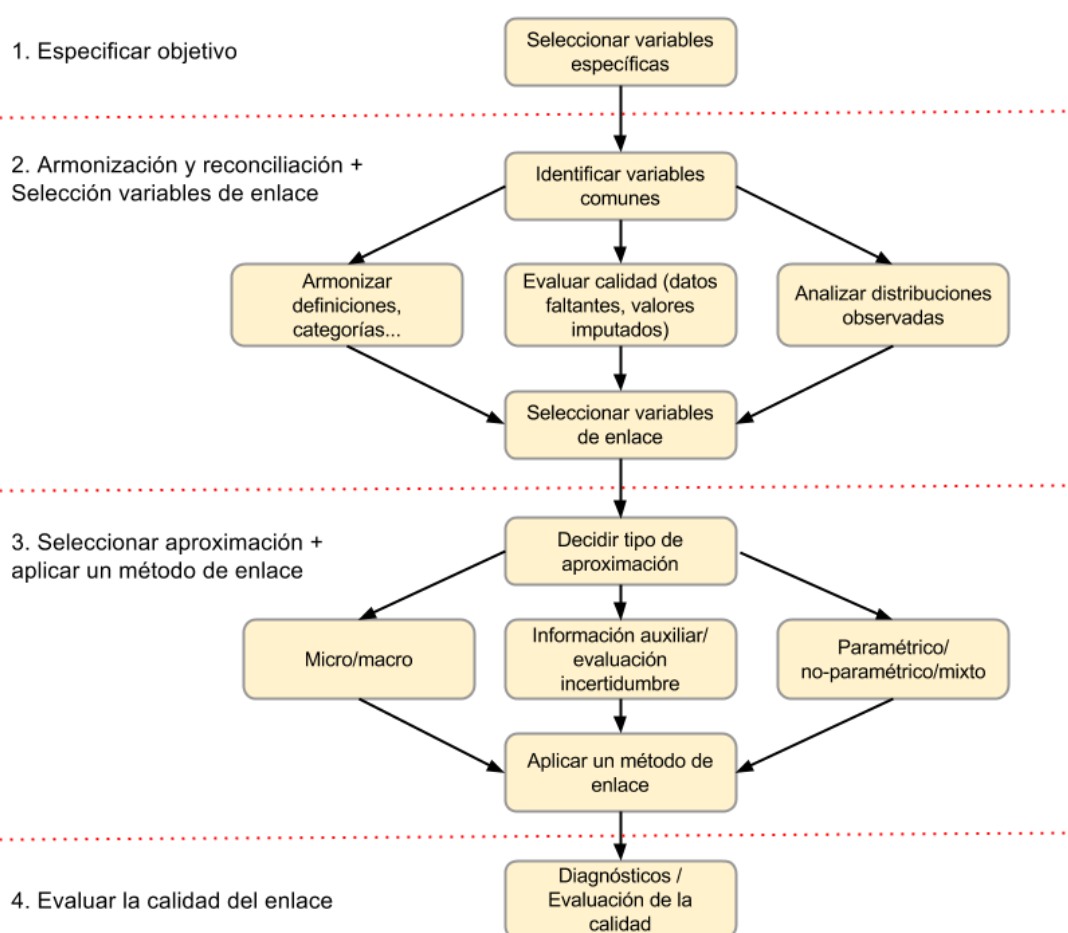 1. Especificar objetivo
Seleccionar variables
específicas
2. Armonización y reconciliación +
Selección variables de enlace
Identificar variables
comunes
Armonizar
definiciones,
categorías...
Evaluar calidad (datos
faltantes, valores
imputados)
Analizar distribuciones
observadas
Seleccionar variables
de enlace
3. Seleccionar aproximación +
aplicar un método de enlace
Decidir tipo de
aproximación
Micro/macro
Información auxiliar/
evaluación
incertidumbre
Paramétrico/
no-paramétrico/mixto
Aplicar un método de
enlace
4. Evaluar la calidad del enlace
Diagnósticos /
Evaluación de la
calidad